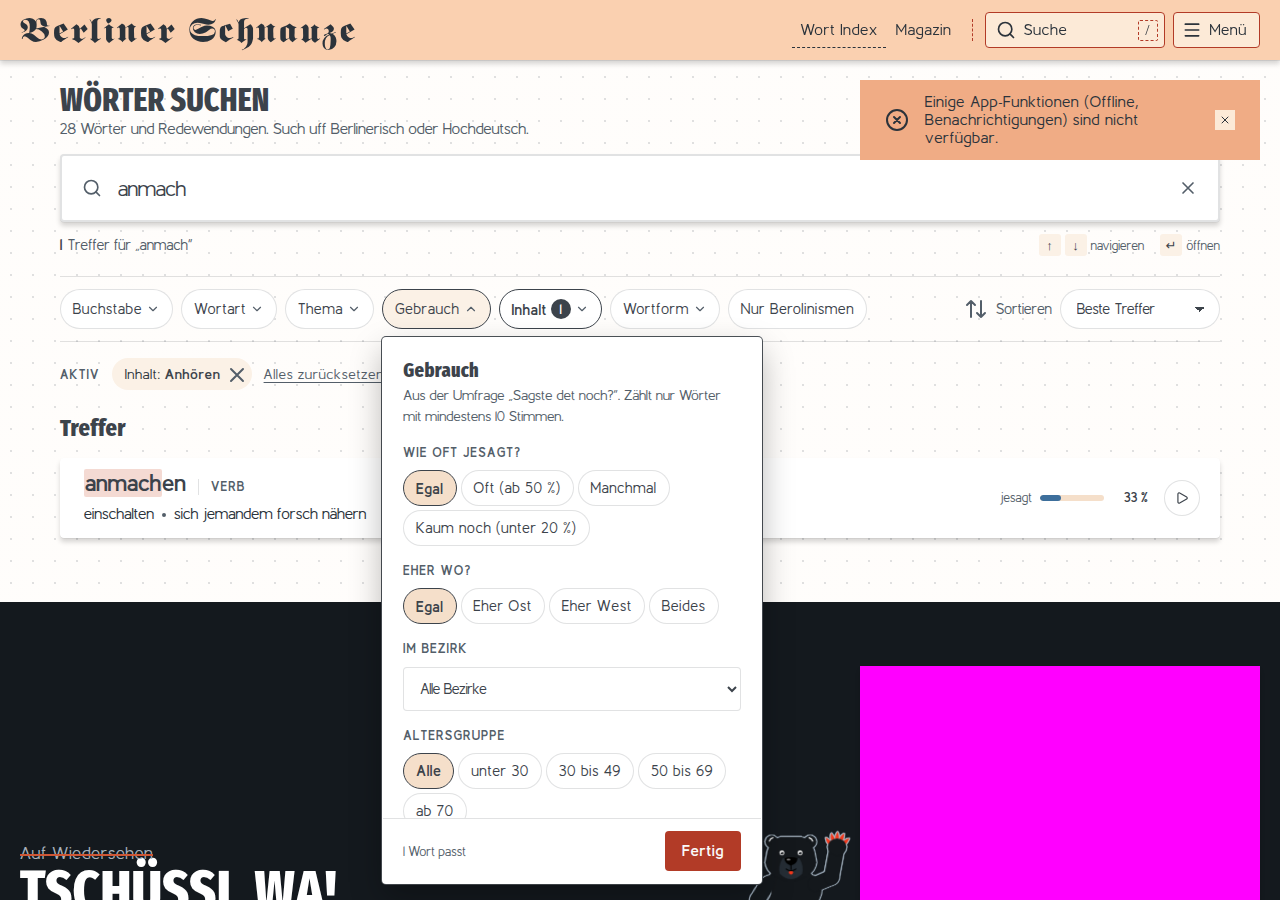 Berliner Schnauze
Wort Index
Magazin
Suche
/
Menü
WÖRTER SUCHEN
28 Wörter und Redewendungen. Such uff Berlinerisch oder Hochdeutsch.
Einige App-Funktionen (Offline,
Benachrichtigungen) sind nicht
verfügbar.
anmach
1 Treffer für „anmach“
↑ ↓ navigieren ↵ öffnen
Buchstabe
Wortart
Thema
Gebrauch
Inhalt 1
Wortform
Nur Berolinismen
Sortieren
Beste Treffer
AKTIV
Inhalt: Anhören
Alles zurücksetzen
Treffer
anmachen
VERB
einschalten • sich jemandem forsch nähern
jesagt
33 %
Gebrauch
Aus der Umfrage „Sagste det noch?“. Zählt nur Wörter
mit mindestens 10 Stimmen.
WIE OFT JESAGT?
Egal
Oft (ab 50 %)
Manchmal
Kaum noch (unter 20 %)
EHER WO?
Egal
Eher Ost
Eher West
Beides
IM BEZIRK
Alle Bezirke
ALTERSGRUPPE
Alle
unter 30
30 bis 49
50 bis 69
ab 70
1 Wort passt
Fertig
Auf Wiedersehen
TSCHÜSSI, WA!